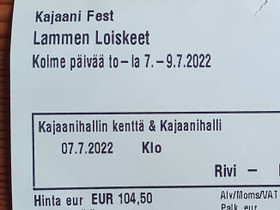 Kajaani Fest
Lammen Loiskeet
Kolme päivää to–la 7.–9.7.2022
Kajaanihallin kenttä & Kajaanihalli
07.7.2022 Klo
Rivi –
Hinta eur EUR 104,50
Alv/Moms/VAT
Palk. eur